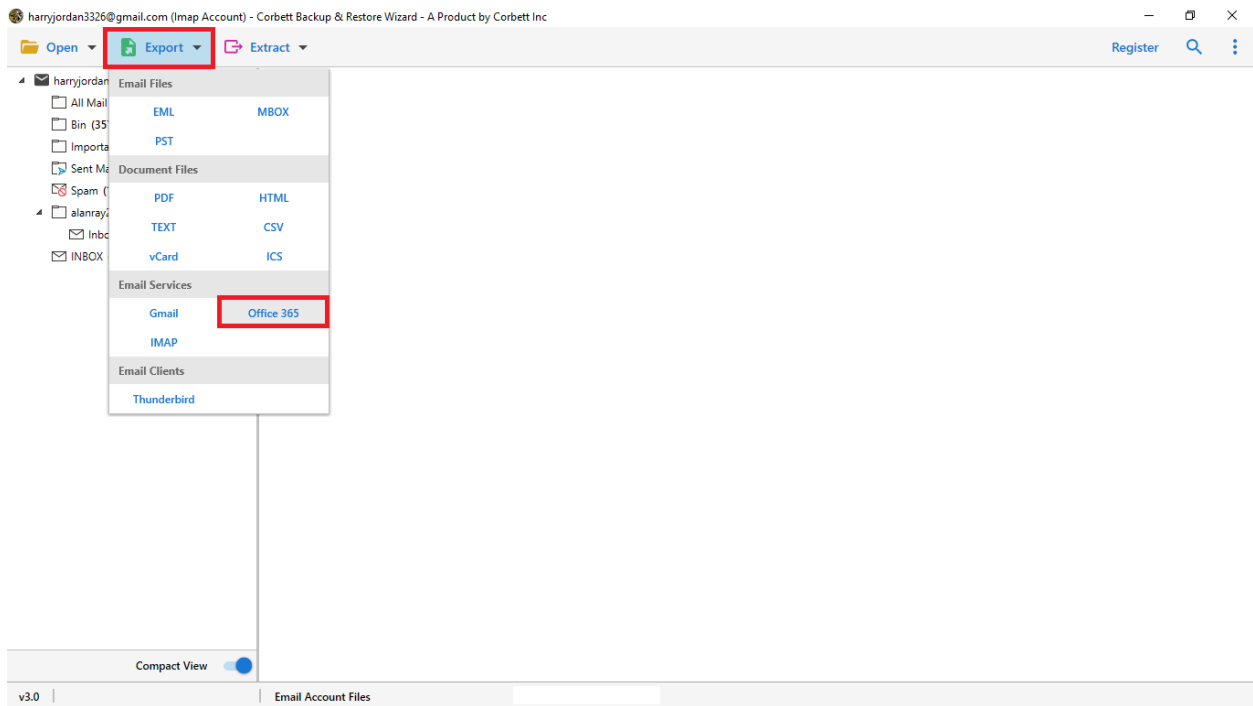 harryjordan3326@gmail.com (Imap Account) - Corbett Backup & Restore Wizard - A Product by Corbett Inc
Open Export Extract Register
harryjordan
All Mail
Bin (35
Importa
Sent Ma
Spam (
alanray
Inbo
INBOX
Email Files
EML MBOX
PST
Document Files
PDF HTML
TEXT CSV
vCard ICS
Email Services
Gmail Office 365
IMAP
Email Clients
Thunderbird
Compact View
v3.0 Email Account Files